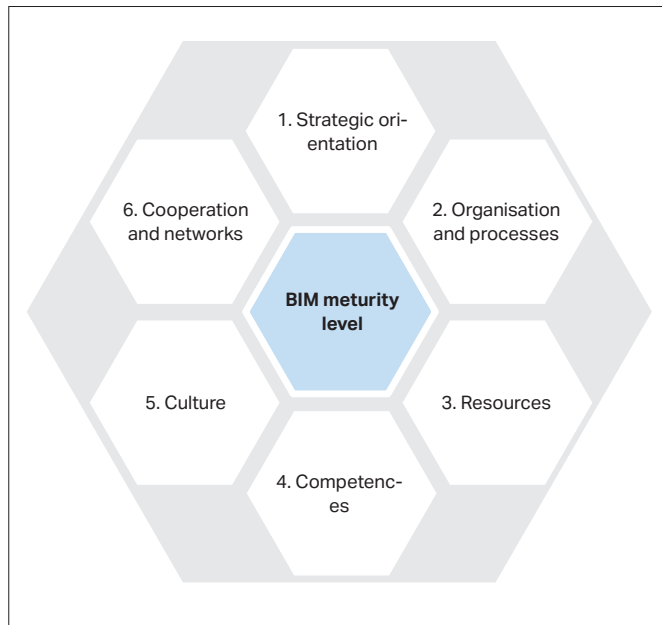 1. Strategic ori-
entation
6. Cooperation
and networks
2. Organisation
and processes
BIM meturity
level
5. Culture
3. Resources
4. Competenc-
es